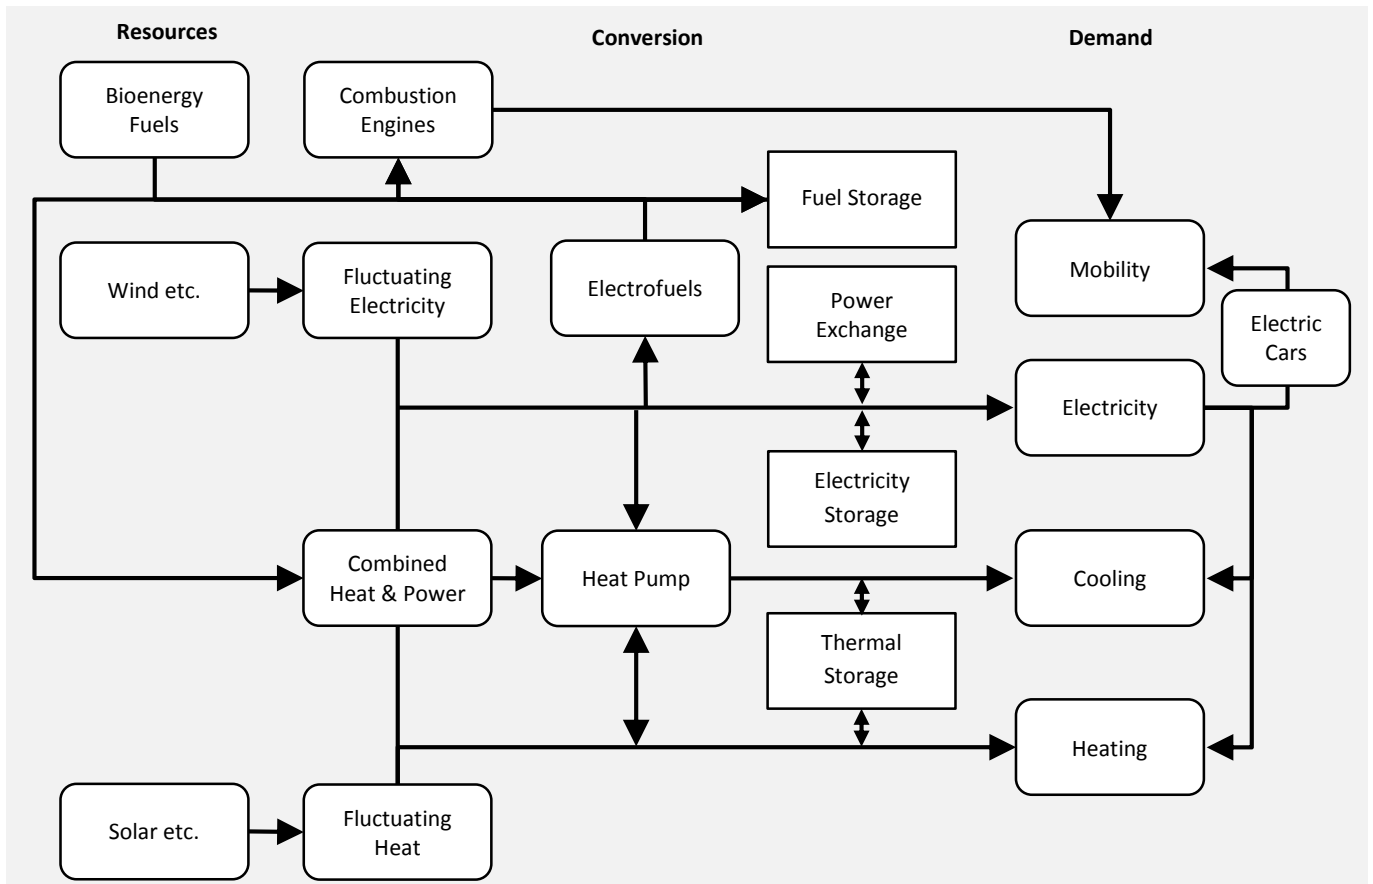 Resources
Conversion
Demand
Bioenergy
Fuels
Combustion
Engines
Fuel Storage
Mobility
Wind etc.
Fluctuating
Electricity
Electrofuels
Power
Exchange
Electric
Cars
Electricity
Electricity
Storage
Combined
Heat & Power
Heat Pump
Cooling
Thermal
Storage
Heating
Solar etc.
Fluctuating
Heat